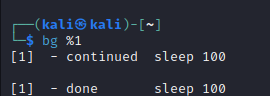 ┌──(kali㉿kali)-[~]
└─$ bg %1
[1]  - continued  sleep 100
[1]  - done       sleep 100